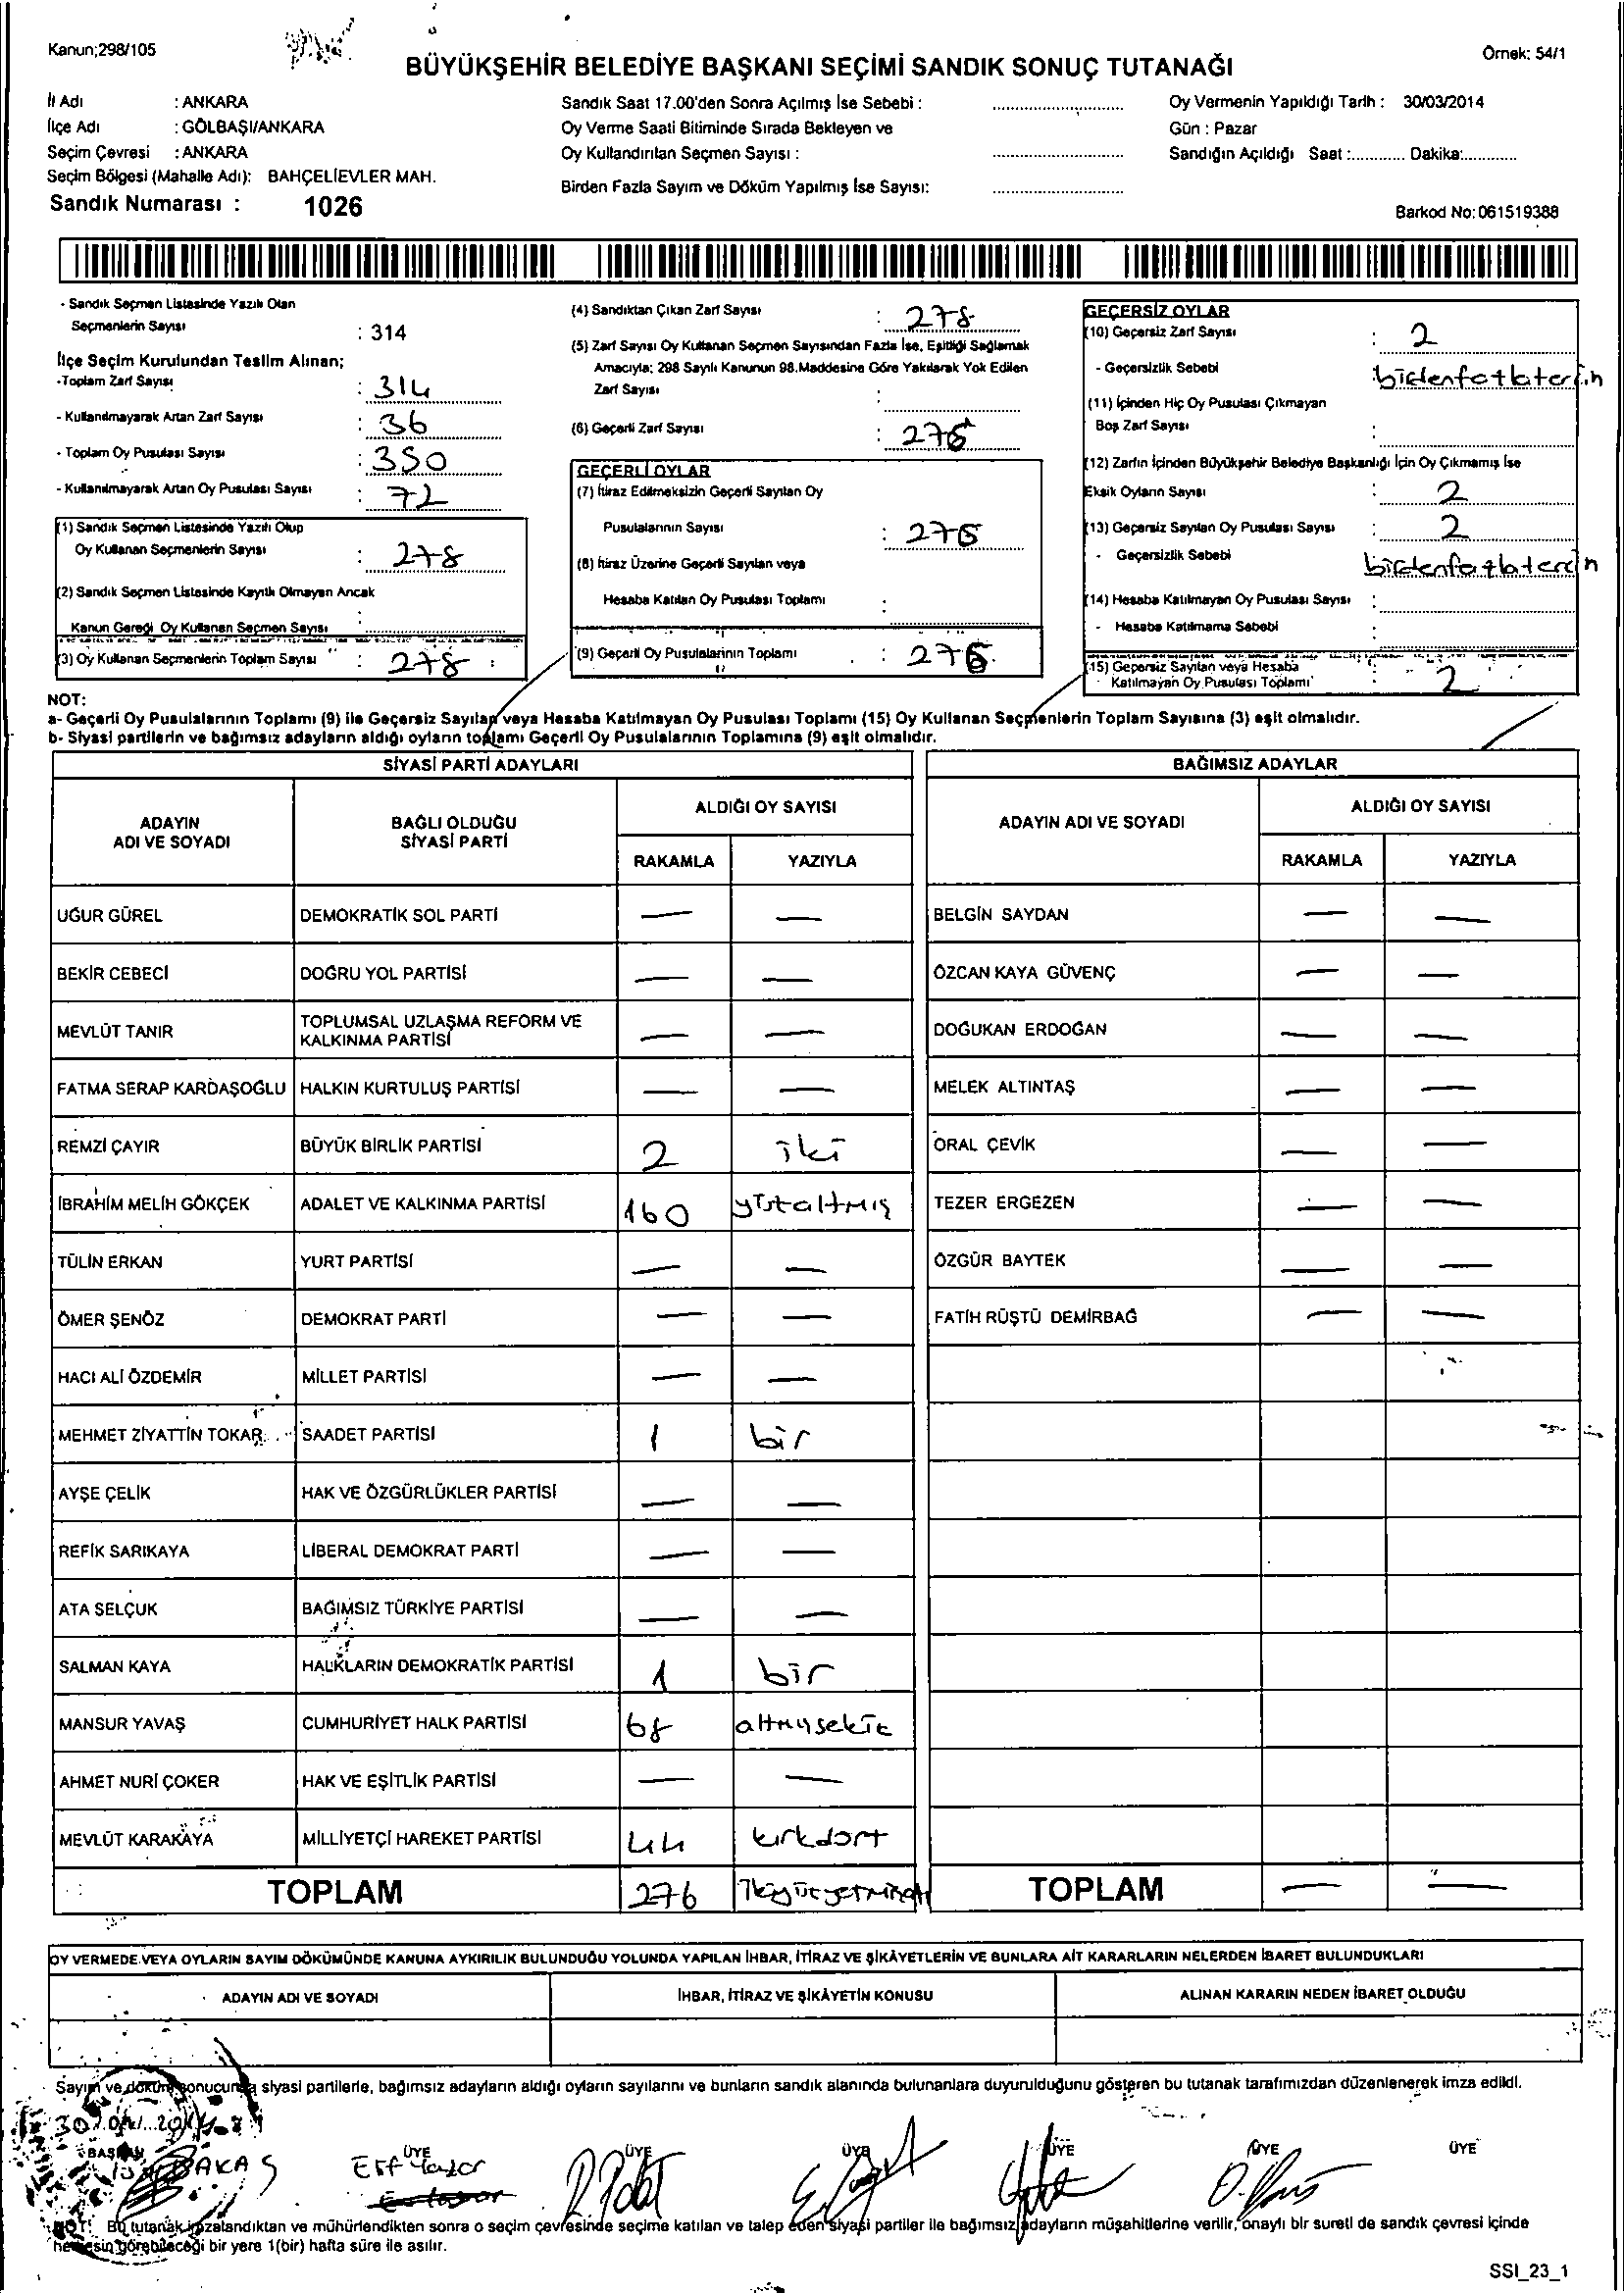 Kanun;298/105
Örnek: 54/1
BÜYÜKŞEHİR BELEDİYE BAŞKANI SEÇİMİ SANDIK SONUÇ TUTANAĞI
İl Adı : ANKARA
İlçe Adı : GÖLBAŞI/ANKARA
Seçim Çevresi : ANKARA
Seçim Bölgesi (Mahalle Adı): BAHÇELİEVLER MAH.
Sandık Numarası : 1026
Sandık Saat 17.00'den Sonra Açılmış İse Sebebi :
Oy Verme Saati Bitiminde Sırada Bekleyen ve
Oy Kullandırılan Seçmen Sayısı :
Birden Fazla Sayım ve Döküm Yapılmış İse Sayısı:
Oy Vermenin Yapıldığı Tarih : 30/03/2014
Gün : Pazar
Sandığın Açıldığı Saat :............ Dakika:.............
Barkod No: 061519388
- Sandık Seçmen Listesinde Yazılı Olan
Seçmenlerin Sayısı : 314
İlçe Seçim Kurulundan Teslim Alınan;
-Toplam Zarf Sayısı : 314
- Kullanılmayarak Artan Zarf Sayısı : 36
- Toplam Oy Pusulası Sayısı : 350
- Kullanılmayarak Artan Oy Pusulası Sayısı : 72
(1) Sandık Seçmen Listesinde Yazılı Olup
Oy Kullanan Seçmenlerin Sayısı : 278
(2) Sandık Seçmen Listesinde Kayıtlı Olmayan Ancak
Kanun Gereği Oy Kullanan Seçmen Sayısı :
(3) Oy Kullanan Seçmenlerin Toplam Sayısı : 278
(4) Sandıktan Çıkan Zarf Sayısı : 278
(5) Zarf Sayısı Oy Kullanan Seçmen Sayısından Fazla İse, Eşitliği Sağlamak
Amacıyla; 298 Sayılı Kanunun 98.Maddesine Göre Yakılarak Yok Edilen
Zarf Sayısı :
(6) Geçerli Zarf Sayısı : 276
GEÇERLİ OYLAR
(7) İtiraz Edilmeksizin Geçerli Sayılan Oy
Pusulalarının Sayısı : 276
(8) İtiraz Üzerine Geçerli Sayılan veya
Hesaba Katılan Oy Pusulası Toplamı :
(9) Geçerli Oy Pusulalarının Toplamı : 276
GEÇERSİZ OYLAR
(10) Geçersiz Zarf Sayısı : 2
- Geçersizlik Sebebi : birdenfazlatercin
(11) İçinden Hiç Oy Pusulası Çıkmayan
Boş Zarf Sayısı :
(12) Zarfın İçinden Büyükşehir Belediye Başkanlığı İçin Oy Çıkmamış İse
Eksik Oyların Sayısı : 2
(13) Geçersiz Sayılan Oy Pusulası Sayısı : 2
- Geçersizlik Sebebi birdenfazlatercin
(14) Hesaba Katılmayan Oy Pusulası Sayısı :
- Hesaba Katılmama Sebebi :
(15) Geçersiz Sayılan veya Hesaba
Katılmayan Oy Pusulası Toplamı : 2
NOT:
a- Geçerli Oy Pusulalarının Toplamı (9) ile Geçersiz Sayılan veya Hesaba Katılmayan Oy Pusulası Toplamı (15) Oy Kullanan Seçmenlerin Toplam Sayısına (3) eşit olmalıdır.
b- Siyasi partilerin ve bağımsız adayların aldığı oyların toplamı Geçerli Oy Pusulalarının Toplamına (9) eşit olmalıdır.
SİYASİ PARTİ ADAYLARI
ADAYIN ADI VE SOYADI
BAĞLI OLDUĞU SİYASİ PARTİ
ALDIĞI OY SAYISI
RAKAMLA YAZIYLA
UĞUR GÜREL DEMOKRATİK SOL PARTİ — —
BEKİR CEBECİ DOĞRU YOL PARTİSİ — —
MEVLÜT TANIR TOPLUMSAL UZLAŞMA REFORM VE KALKINMA PARTİSİ — —
FATMA SERAP KARDAŞOĞLU HALKIN KURTULUŞ PARTİSİ — —
REMZİ ÇAYIR BÜYÜK BİRLİK PARTİSİ 2 iki
İBRAHİM MELİH GÖKÇEK ADALET VE KALKINMA PARTİSİ 160 yüzaltmış
TÜLİN ERKAN YURT PARTİSİ — —
ÖMER ŞENÖZ DEMOKRAT PARTİ — —
HACI ALİ ÖZDEMİR MİLLET PARTİSİ — —
MEHMET ZİYATTİN TOKAR SAADET PARTİSİ 1 bir
AYŞE ÇELİK HAK VE ÖZGÜRLÜKLER PARTİSİ — —
REFİK SARIKAYA LİBERAL DEMOKRAT PARTİ — —
ATA SELÇUK BAĞIMSIZ TÜRKİYE PARTİSİ — —
SALMAN KAYA HALKLARIN DEMOKRATİK PARTİSİ 1 bir
MANSUR YAVAŞ CUMHURİYET HALK PARTİSİ 68 altmışsekiz
AHMET NURİ ÇOKER HAK VE EŞİTLİK PARTİSİ — —
MEVLÜT KARAKAYA MİLLİYETÇİ HAREKET PARTİSİ 44 kırkdört
TOPLAM 276 ikiyüzyetmişaltı
BAĞIMSIZ ADAYLAR
ADAYIN ADI VE SOYADI
ALDIĞI OY SAYISI
RAKAMLA YAZIYLA
BELGİN SAYDAN — —
ÖZCAN KAYA GÜVENÇ — —
DOĞUKAN ERDOĞAN — —
MELEK ALTINTAŞ — —
ORAL ÇEVİK — —
TEZER ERGEZEN — —
ÖZGÜR BAYTEK — —
FATİH RÜŞTÜ DEMİRBAĞ — —
TOPLAM — —
OY VERMEDE VEYA OYLARIN SAYIM DÖKÜMÜNDE KANUNA AYKIRILIK BULUNDUĞU YOLUNDA YAPILAN İHBAR, İTİRAZ VE ŞİKÂYETLERİN VE BUNLARA AİT KARARLARIN NELERDEN İBARET BULUNDUKLARI
ADAYIN ADI VE SOYADI İHBAR, İTİRAZ VE ŞİKÂYETİN KONUSU ALINAN KARARIN NEDEN İBARET OLDUĞU
Sayım ve döküm sonucunda siyasi partilerle, bağımsız adayların aldığı oyların sayılarını ve bunların sandık alanında bulunanlara duyurulduğunu gösteren bu tutanak tarafımızdan düzenlenerek imza edildi.
BAŞKAN ÜYE ÜYE ÜYE ÜYE ÜYE ÜYE
NOT: Bu tutanak imzalandıktan ve mühürlendikten sonra o seçim çevresinde seçime katılan ve talep eden siyasi partiler ile bağımsız adayların müşahitlerine verilir, onaylı bir sureti de sandık çevresi içinde
herkesin görebileceği bir yere 1(bir) hafta süre ile asılır.
SSI_23_1